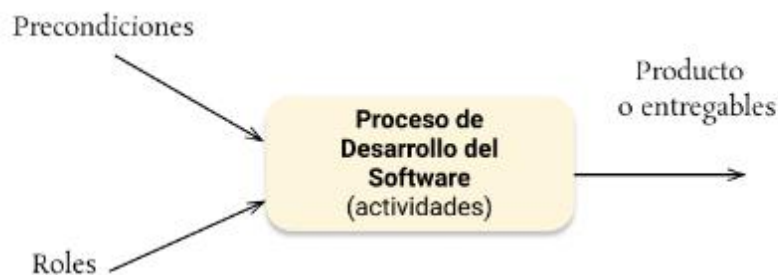 Precondiciones
Producto
o entregables
Proceso de
Desarrollo del
Software
(actividades)
Roles